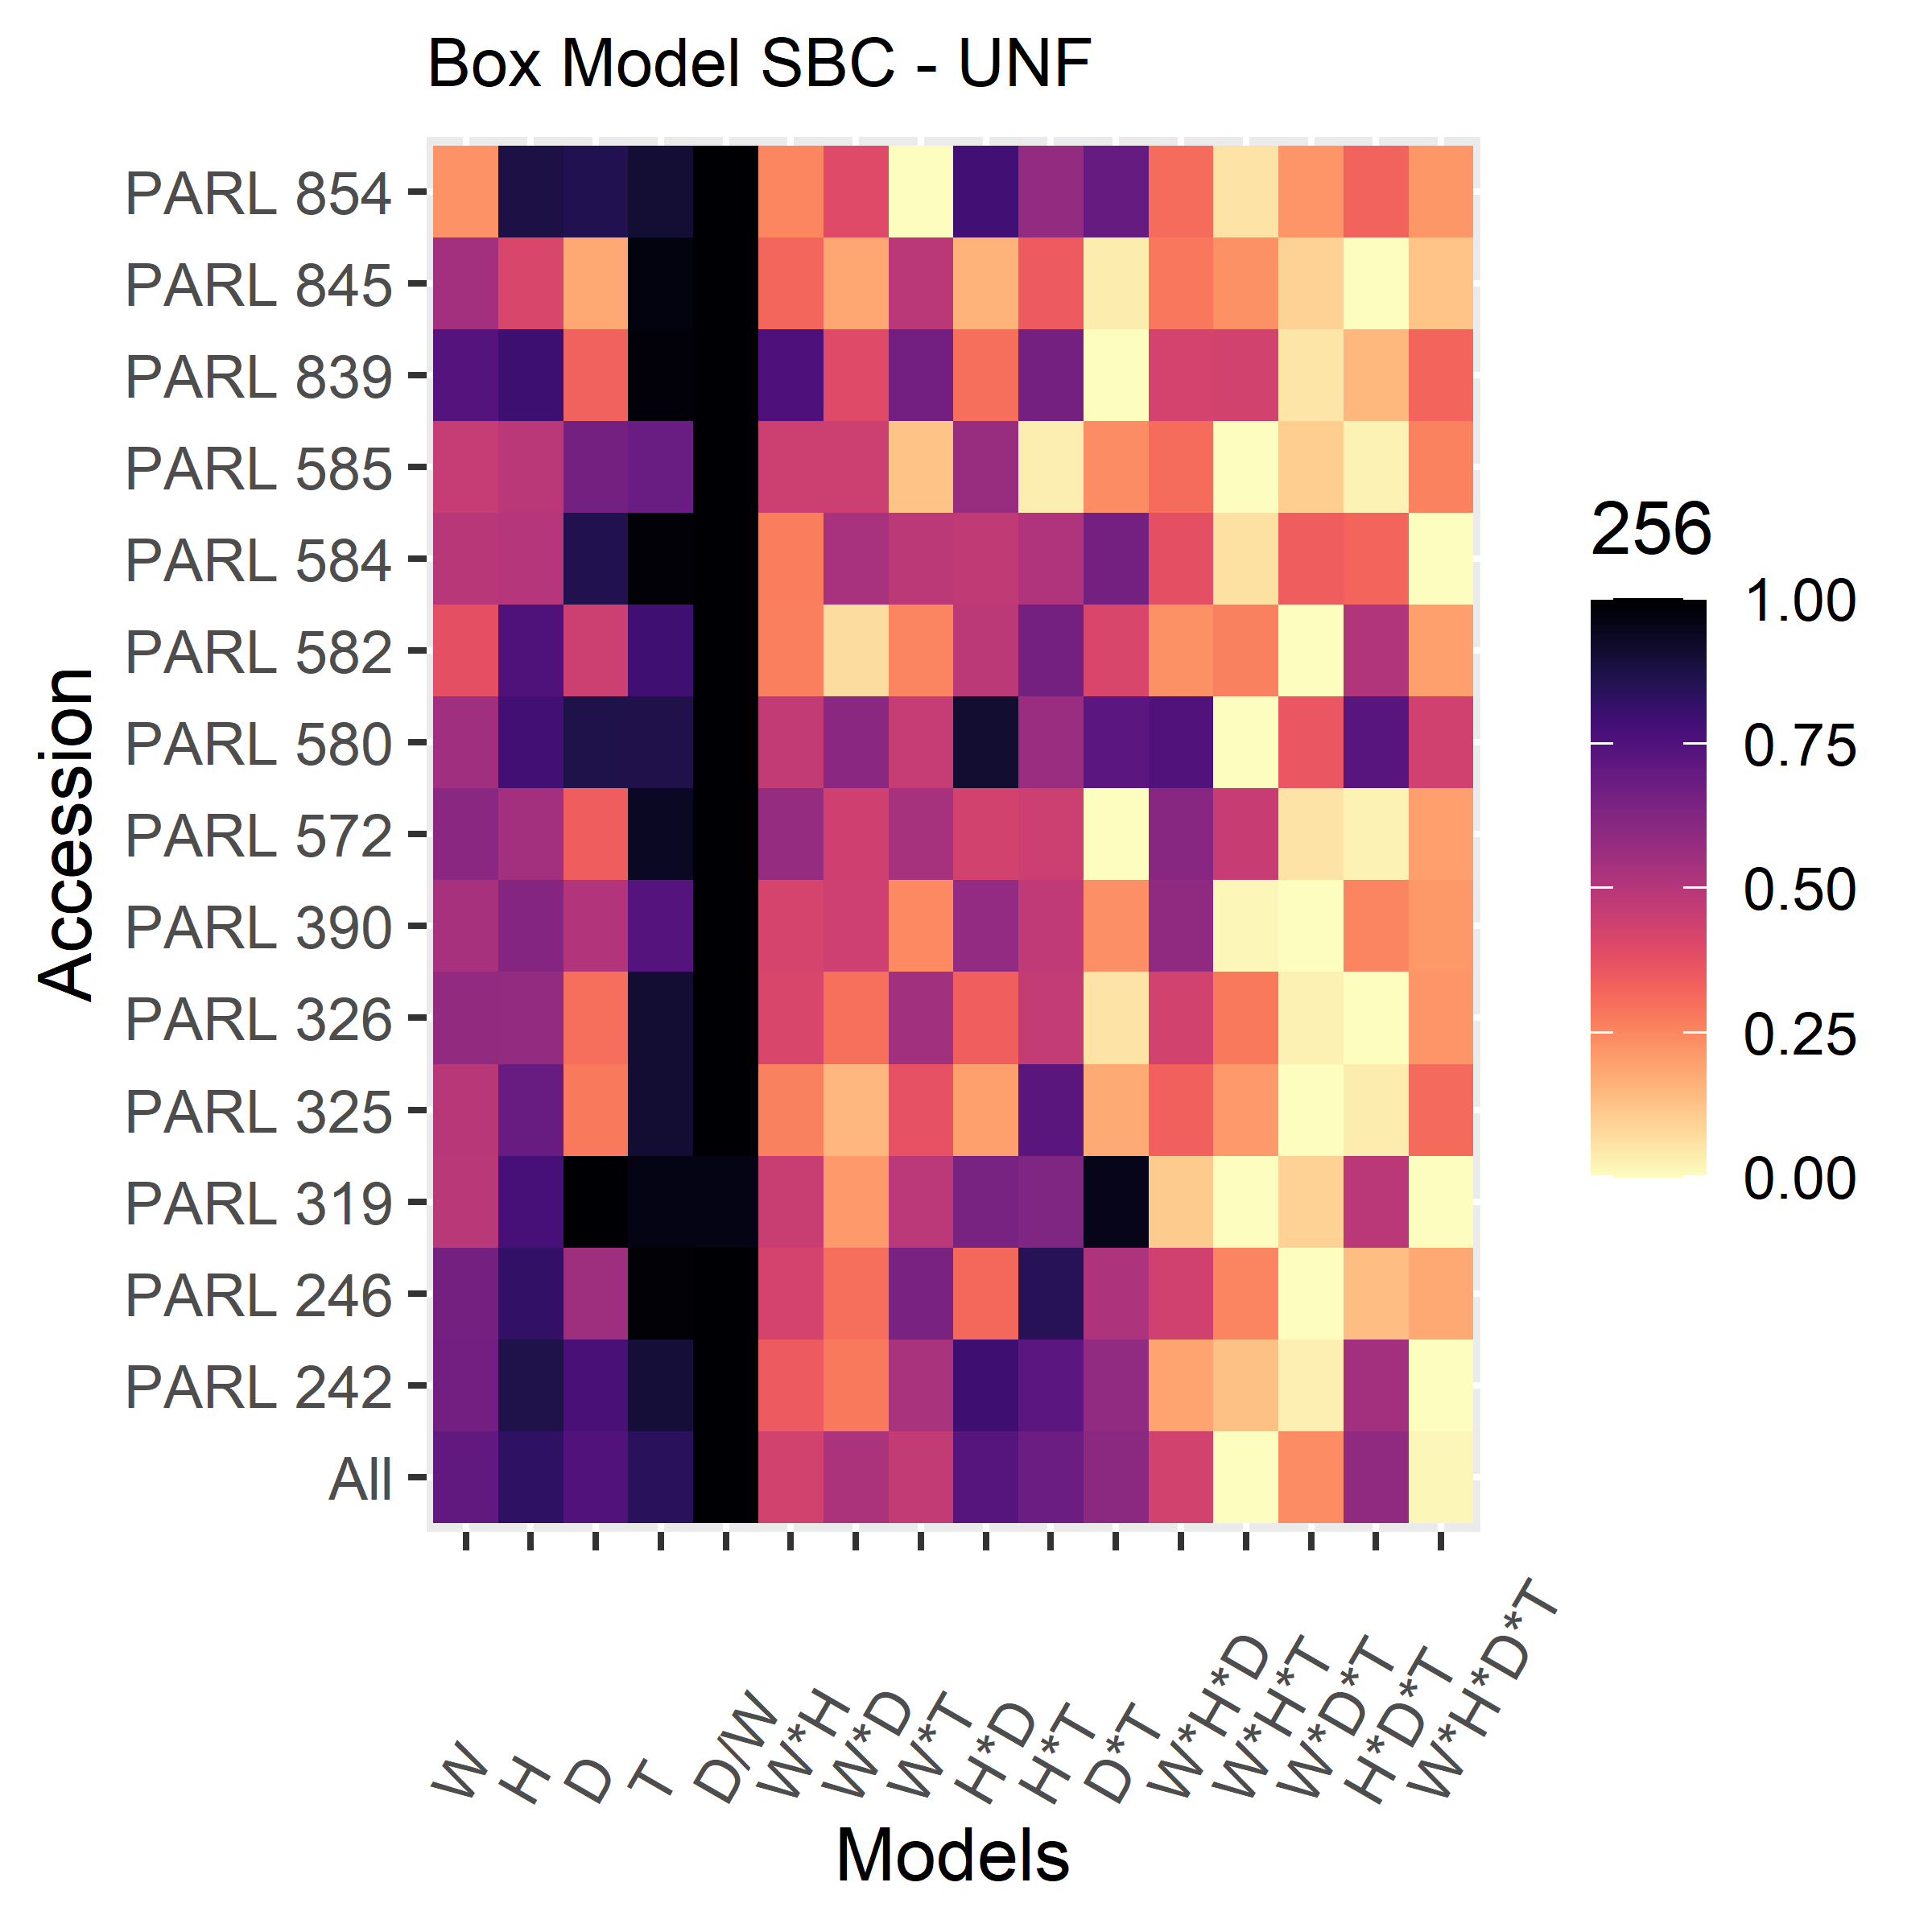 Box Model SBC - UNF
Accession
PARL 854
PARL 845
PARL 839
PARL 585
PARL 584
PARL 582
PARL 580
PARL 572
PARL 390
PARL 326
PARL 325
PARL 319
PARL 246
PARL 242
All
256
1.00
0.75
0.50
0.25
0.00
W
H
D
T
D/W
W*H
W*D
W*T
H*D
H*T
D*T
W*H*D
W*H*T
W*D*T
H*D*T
W*H*D*T
Models